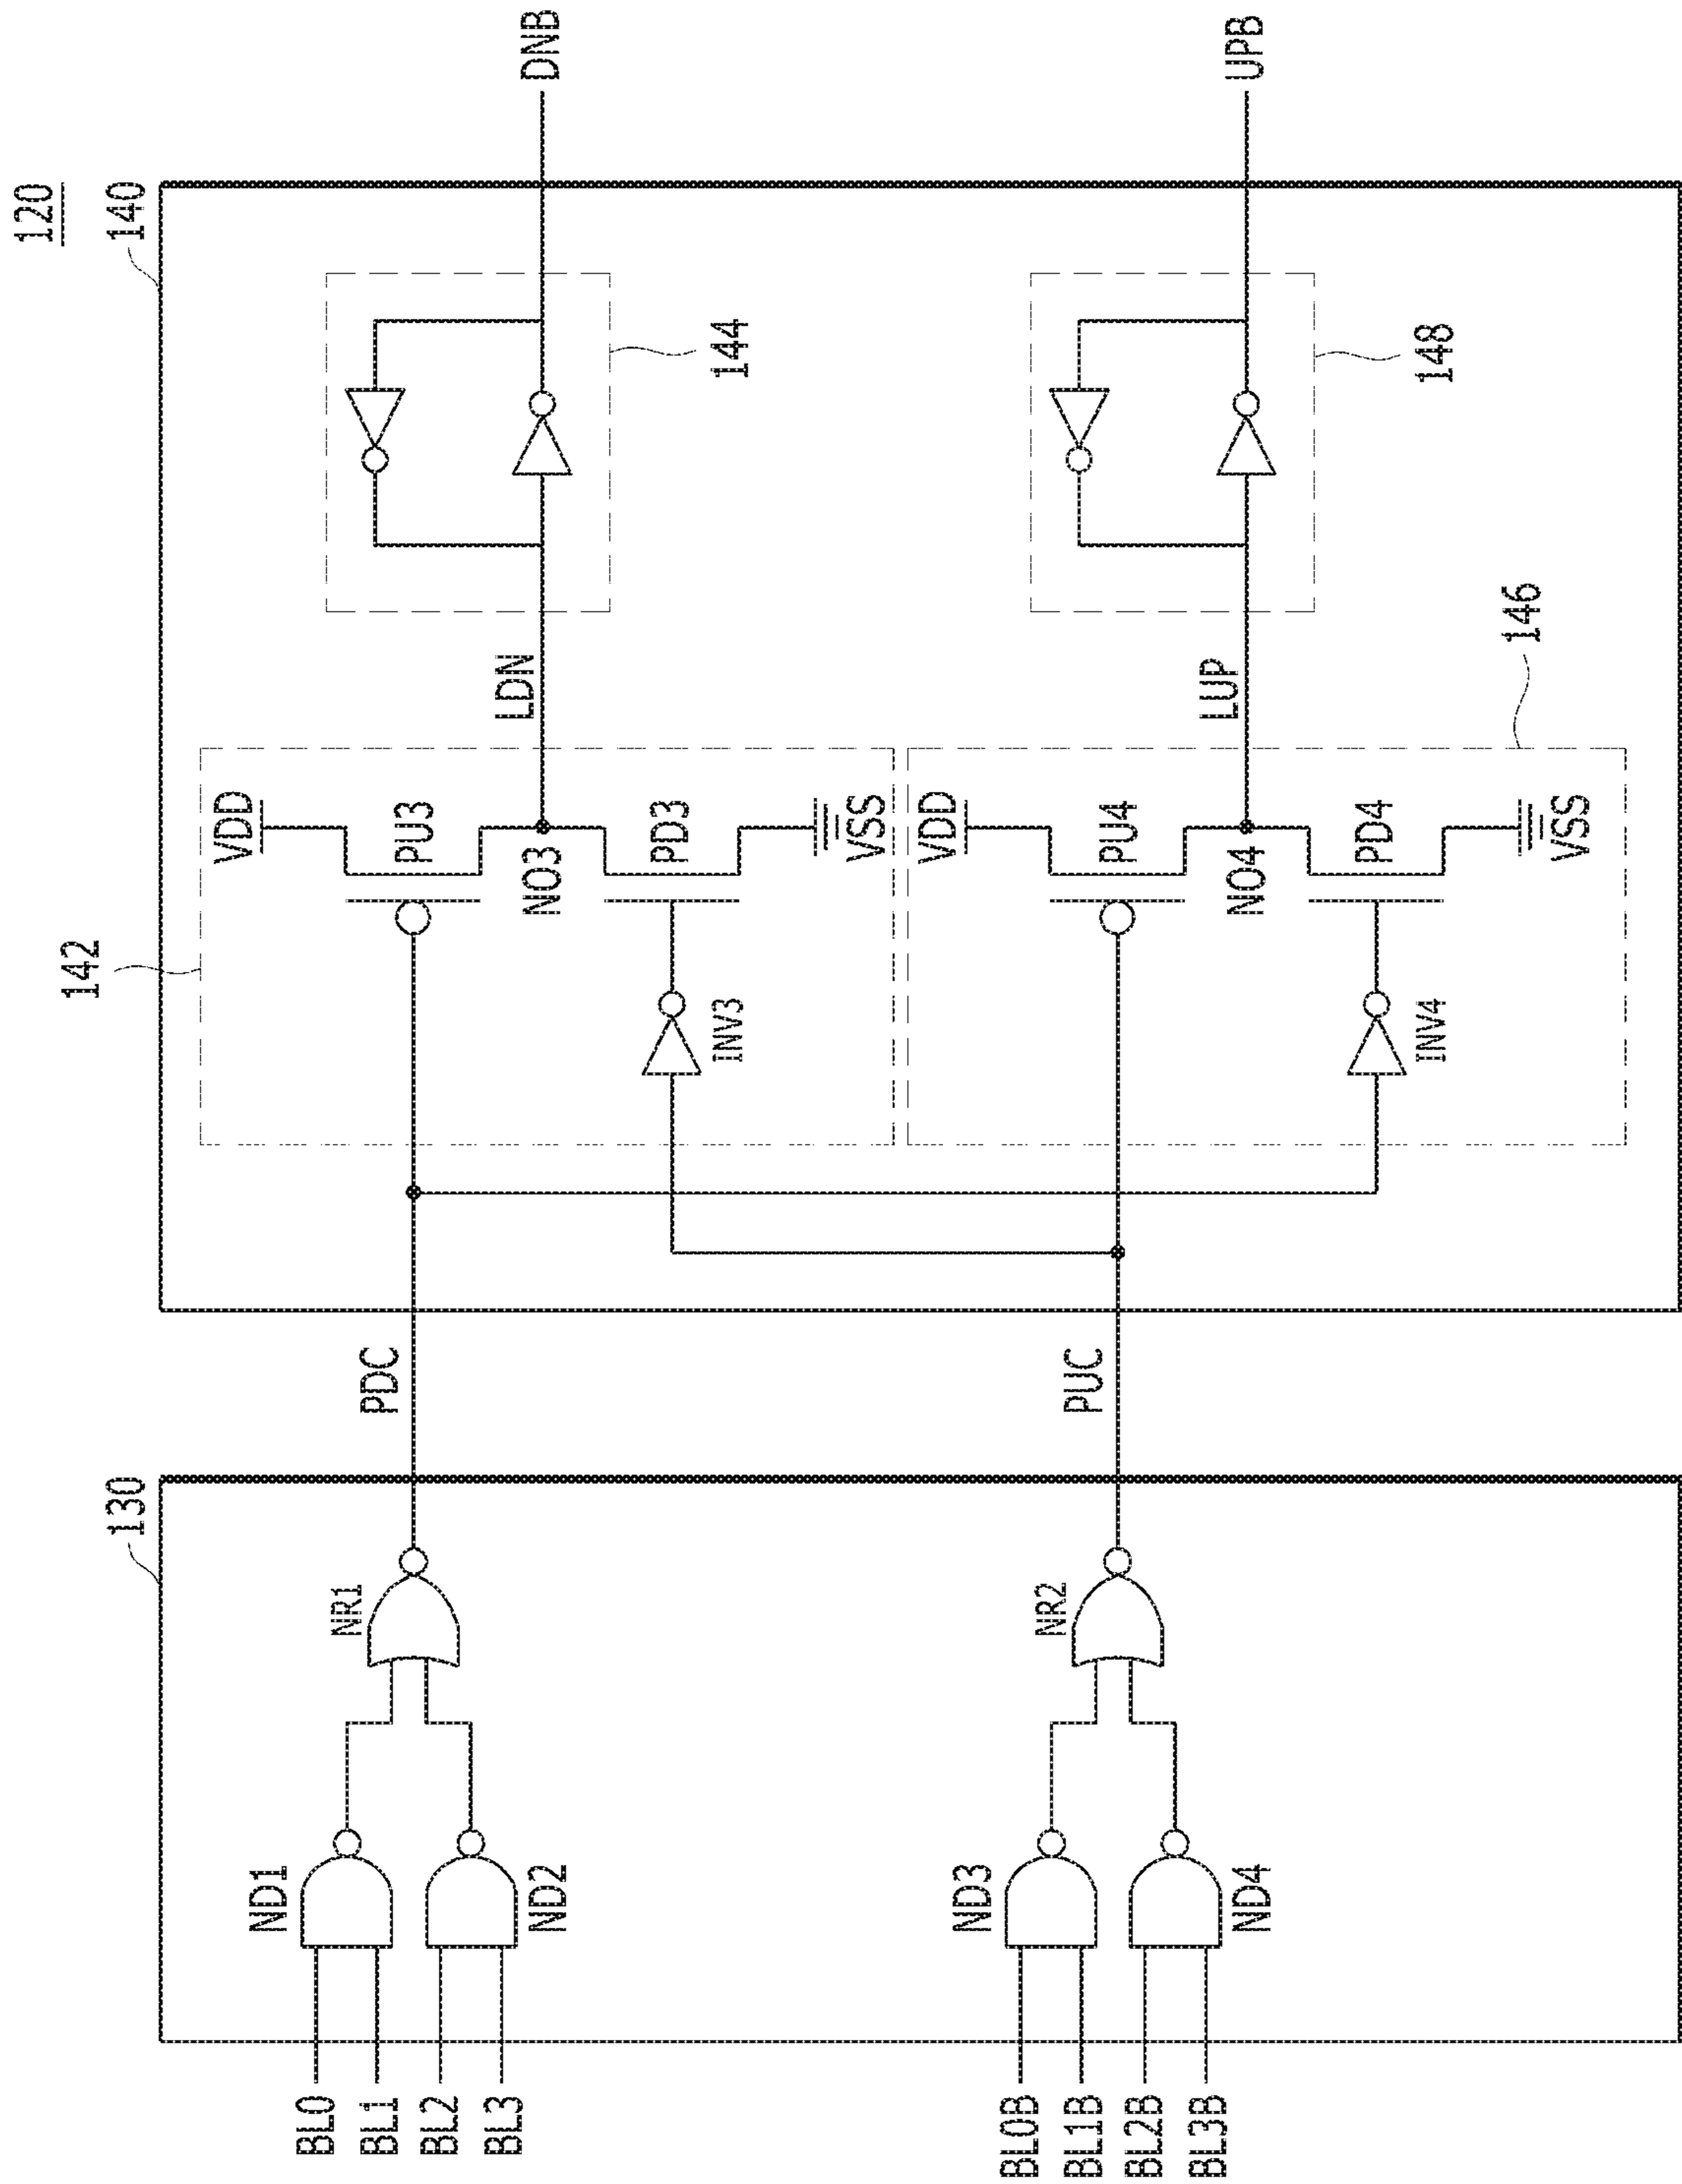 120
140
130
142
VDD
PU3
NO3
LDN
PD3
VSS
INV3
144
DNB
PDC
NR1
ND1
ND2
BL0
BL1
BL2
BL3
VDD
PU4
NO4
LUP
PD4
VSS
INV4
146
148
UPB
PUC
NR2
ND3
ND4
BL0B
BL1B
BL2B
BL3B